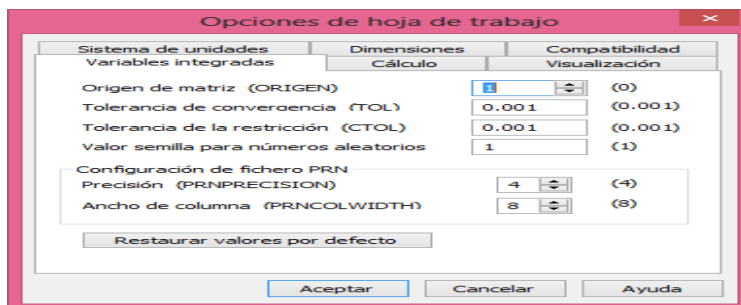 Opciones de hoja de trabajo
Sistema de unidades Dimensiones Compatibilidad
Variables integradas Cálculo Visualización
Origen de matriz (ORIGEN) 1 (0)
Tolerancia de convergencia (TOL) 0.001 (0.001)
Tolerancia de la restricción (CTOL) 0.001 (0.001)
Valor semilla para números aleatorios 1 (1)
Configuración de fichero PRN
Precisión (PRNPRECISION) 4 (4)
Ancho de columna (PRNCOLWIDTH) 8 (8)
Restaurar valores por defecto
Aceptar Cancelar Ayuda